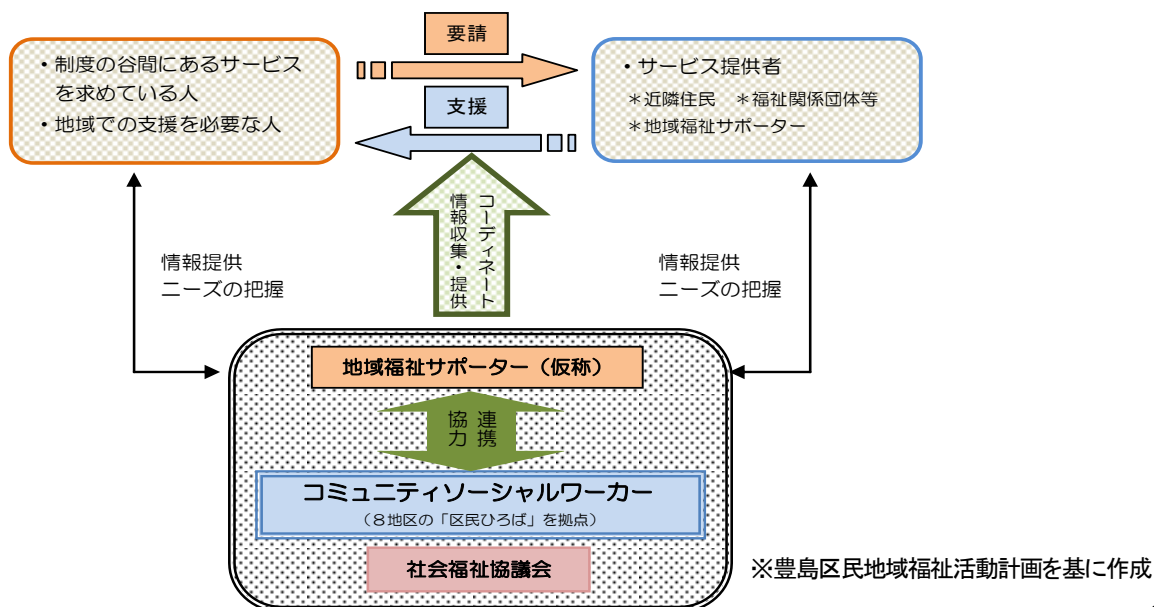 要請
・制度の谷間にあるサービス
を求めている人
・地域での支援を必要な人
・サービス提供者
＊近隣住民　＊福祉関係団体等
＊地域福祉サポーター
支援
コーディネート
情報収集・提供
情報提供
ニーズの把握
情報提供
ニーズの把握
地域福祉サポーター（仮称）
連携
協力
コミュニティソーシャルワーカー
（８地区の「区民ひろば」を拠点）
社会福祉協議会
※豊島区民地域福祉活動計画を基に作成